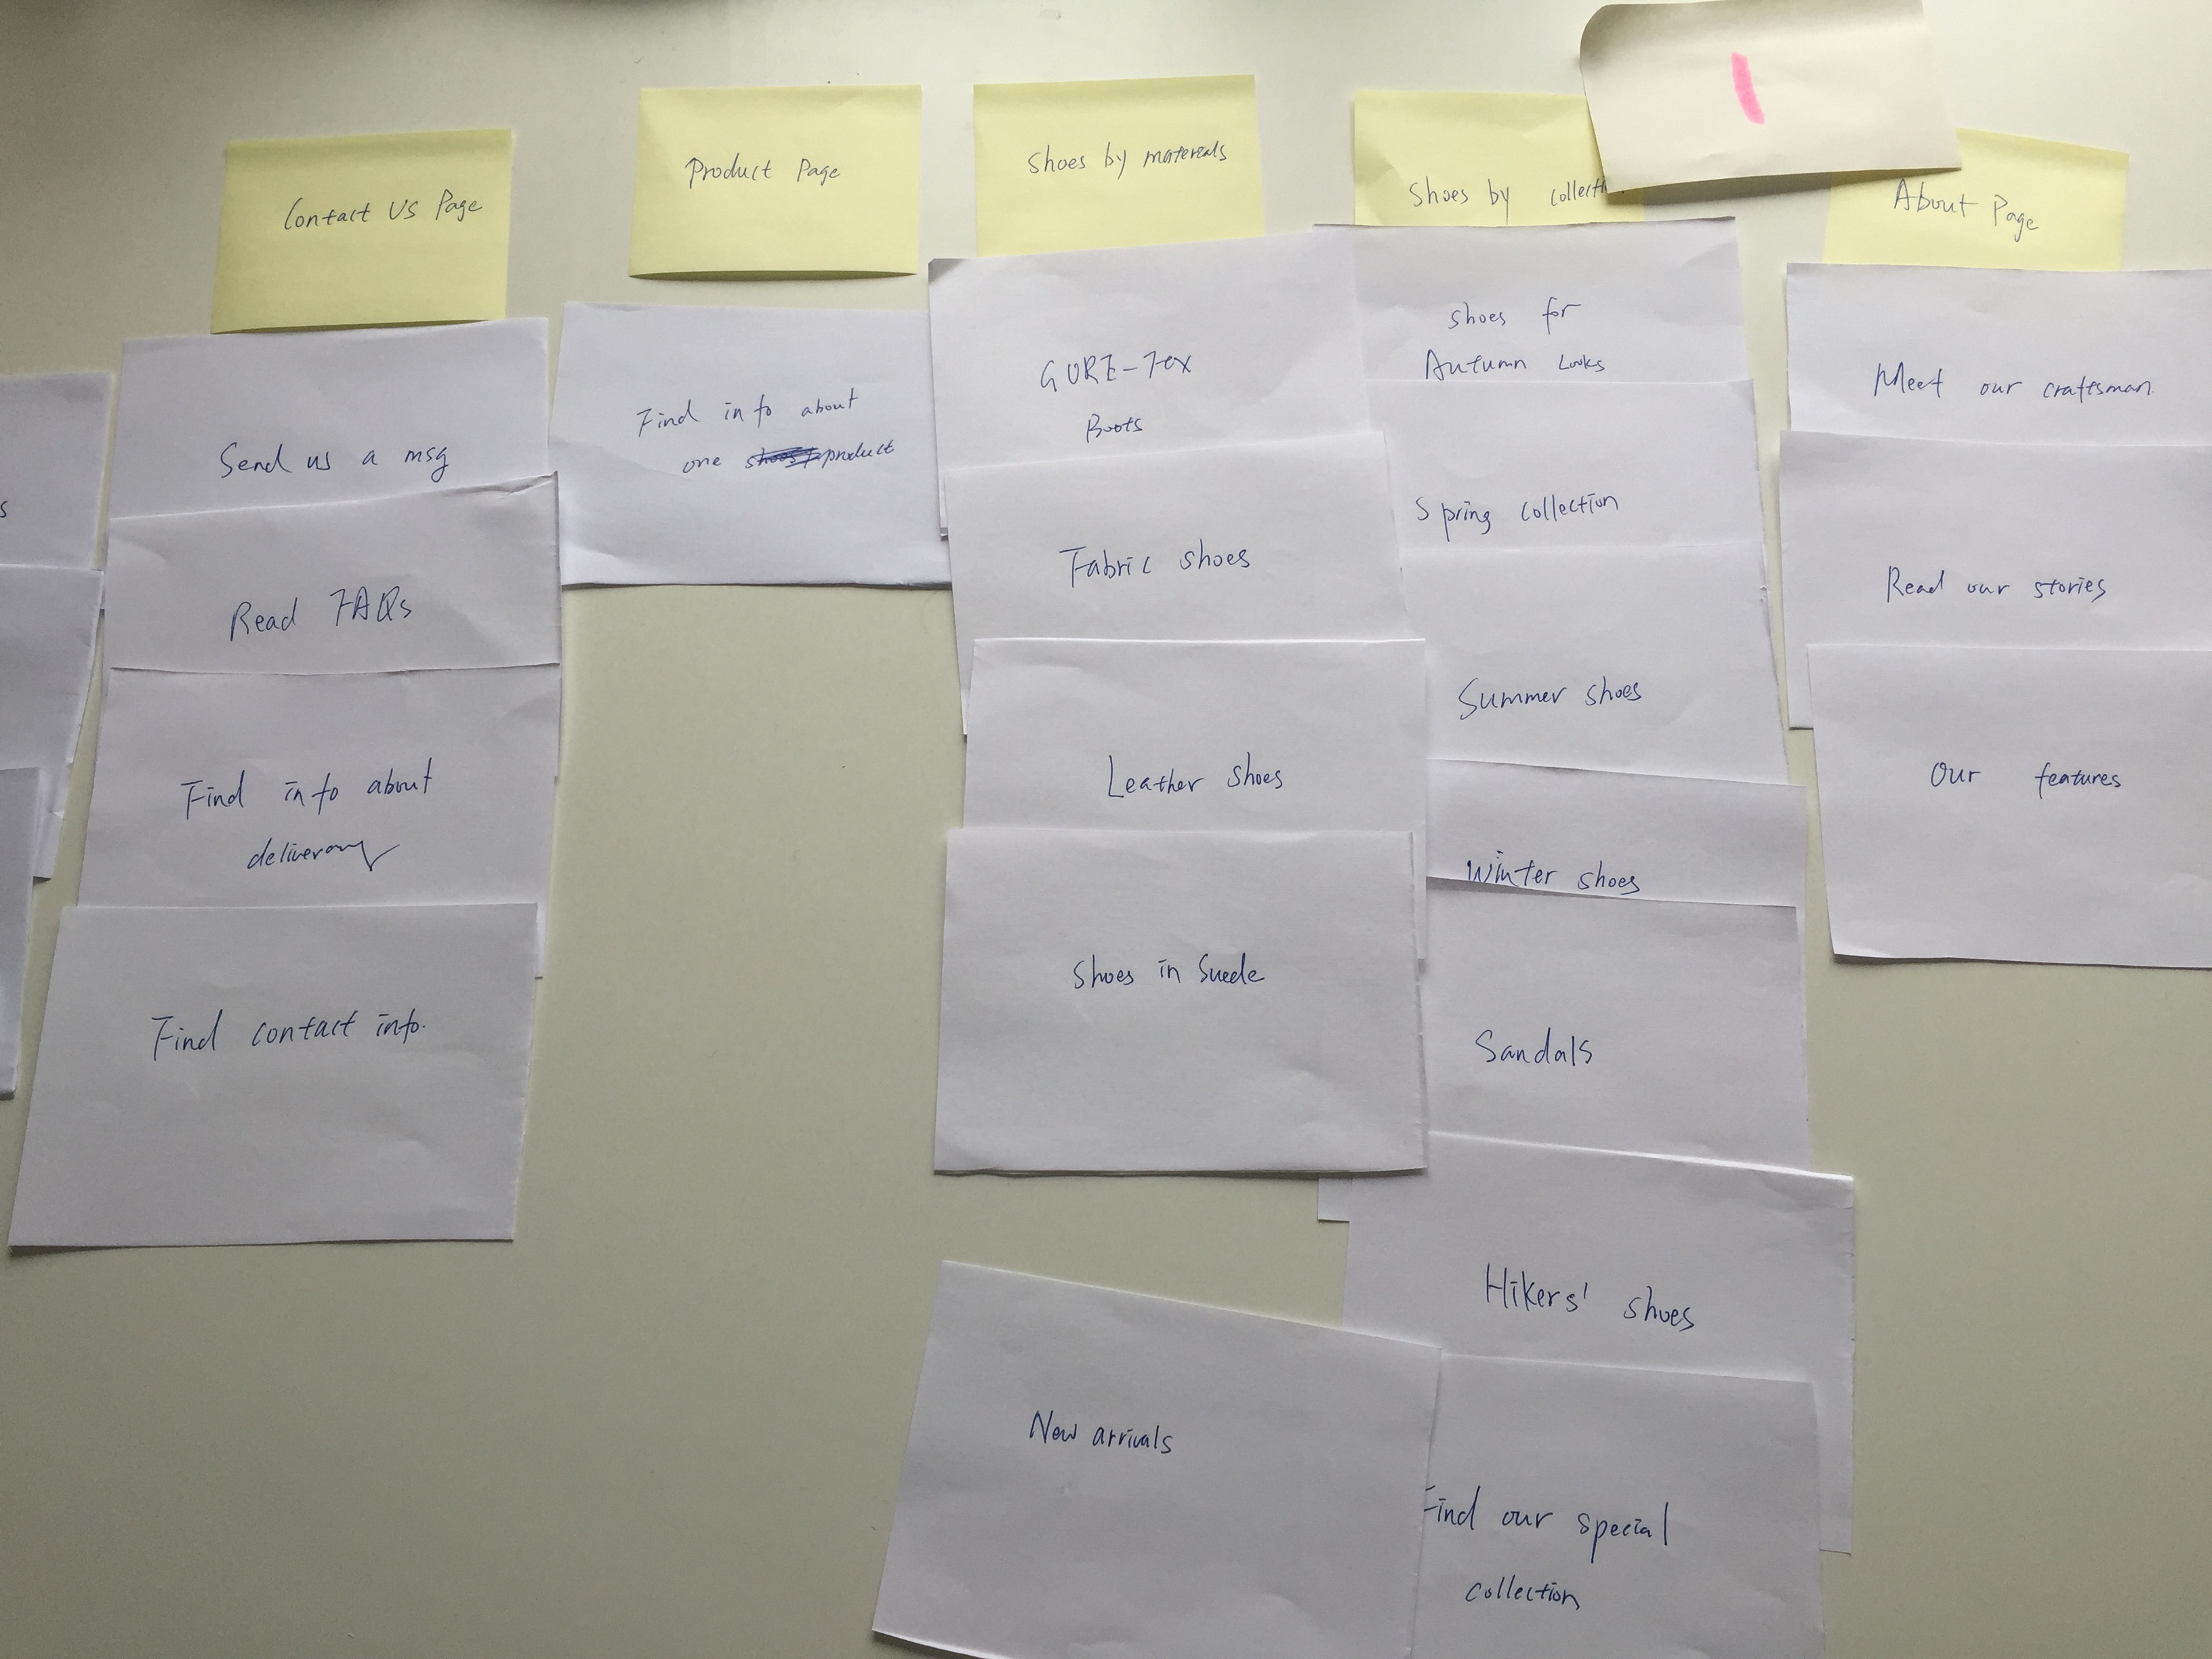 Contact Us Page
Send us a msg
Read FAQs
Find info about
delivery
Find contact info.
Product Page
Find info about
one product
Shoes by materials
GORE-Tex
Boots
Fabric shoes
Leather shoes
Shoes in Suede
New arrivals
Shoes by
Shoes for
Autumn Looks
Spring collection
Summer shoes
Winter shoes
Sandals
Hikers' shoes
Find our special
collection
About Page
Meet our craftsman
Read our stories
Our features